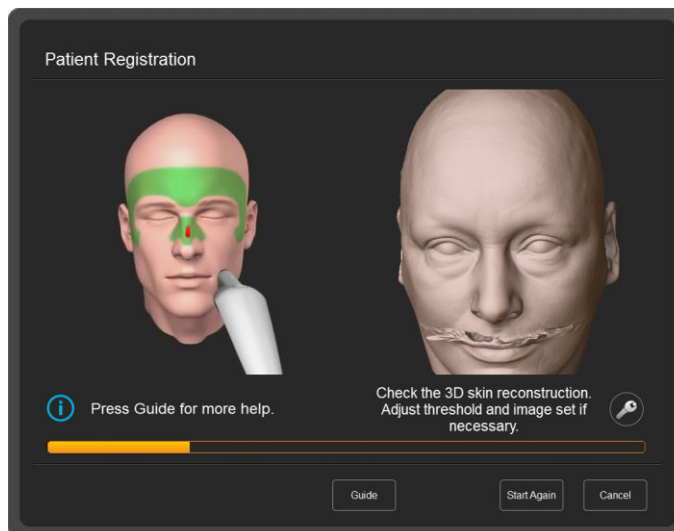 Patient Registration
Press Guide for more help.
Check the 3D skin reconstruction.
Adjust threshold and image set if
necessary.
Guide
Start Again
Cancel